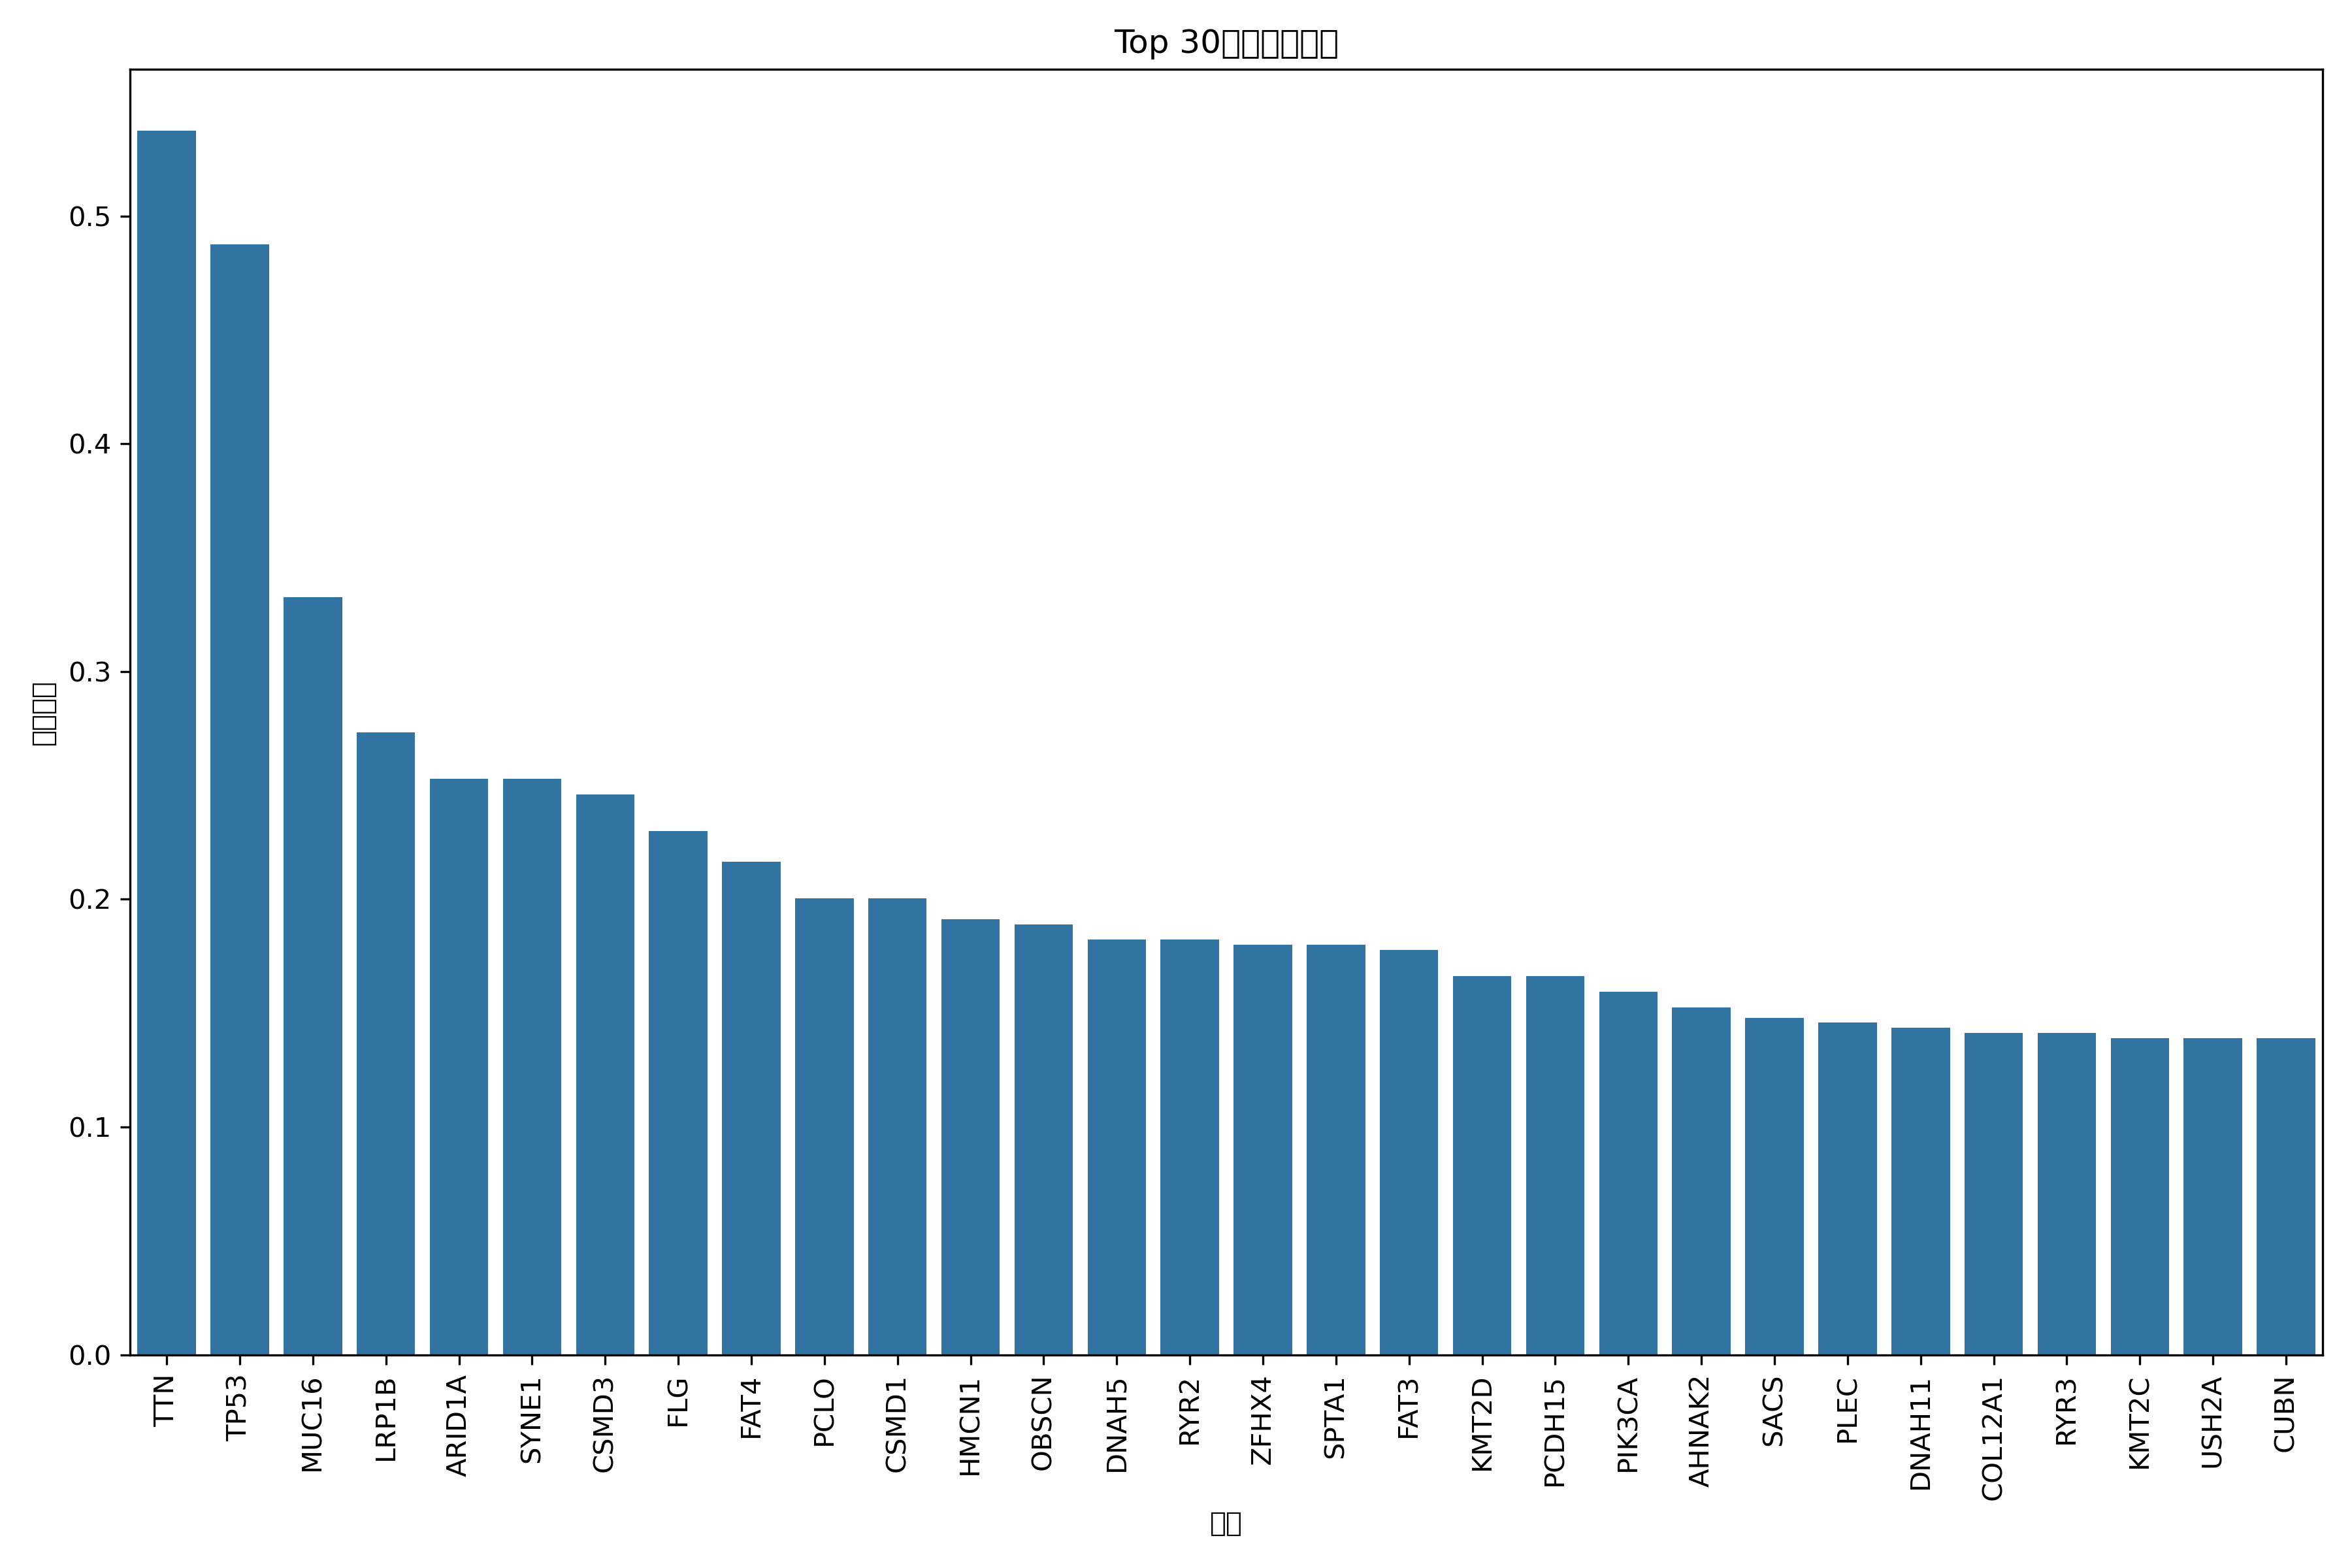 Top 30
0.5
0.4
0.3
0.2
0.1
0.0
TTN
TP53
MUC16
LRP1B
ARID1A
SYNE1
CSMD3
FLG
FAT4
PCLO
CSMD1
HMCN1
OBSCN
DNAH5
RYR2
ZFHX4
SPTA1
FAT3
KMT2D
PCDH15
PIK3CA
AHNAK2
SACS
PLEC
DNAH11
COL12A1
RYR3
KMT2C
USH2A
CUBN